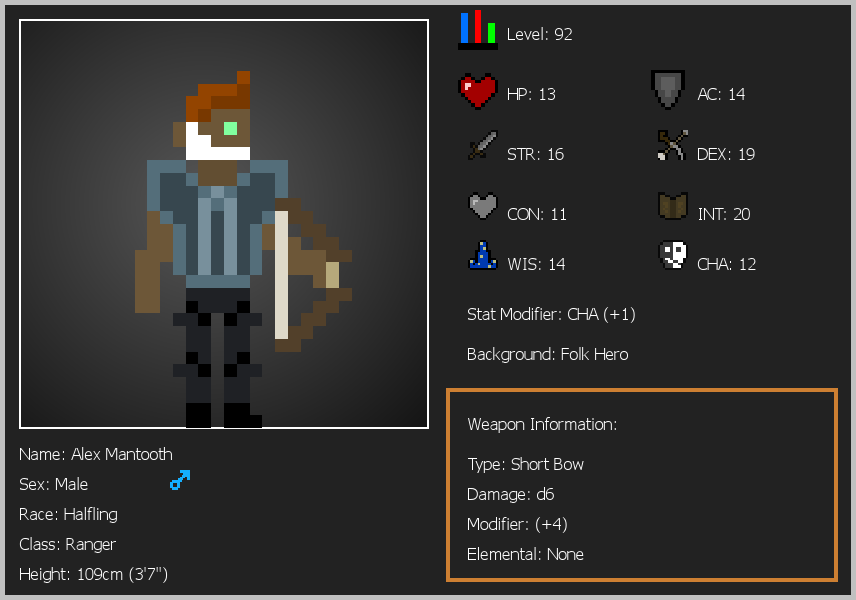 Level: 92
HP: 13
AC: 14
STR: 16
DEX: 19
CON: 11
INT: 20
WIS: 14
CHA: 12
Stat Modifier: CHA (+1)
Background: Folk Hero
Weapon Information:
Type: Short Bow
Damage: d6
Modifier: (+4)
Elemental: None
Name: Alex Mantooth
Sex: Male
Race: Halfling
Class: Ranger
Height: 109cm (3'7")